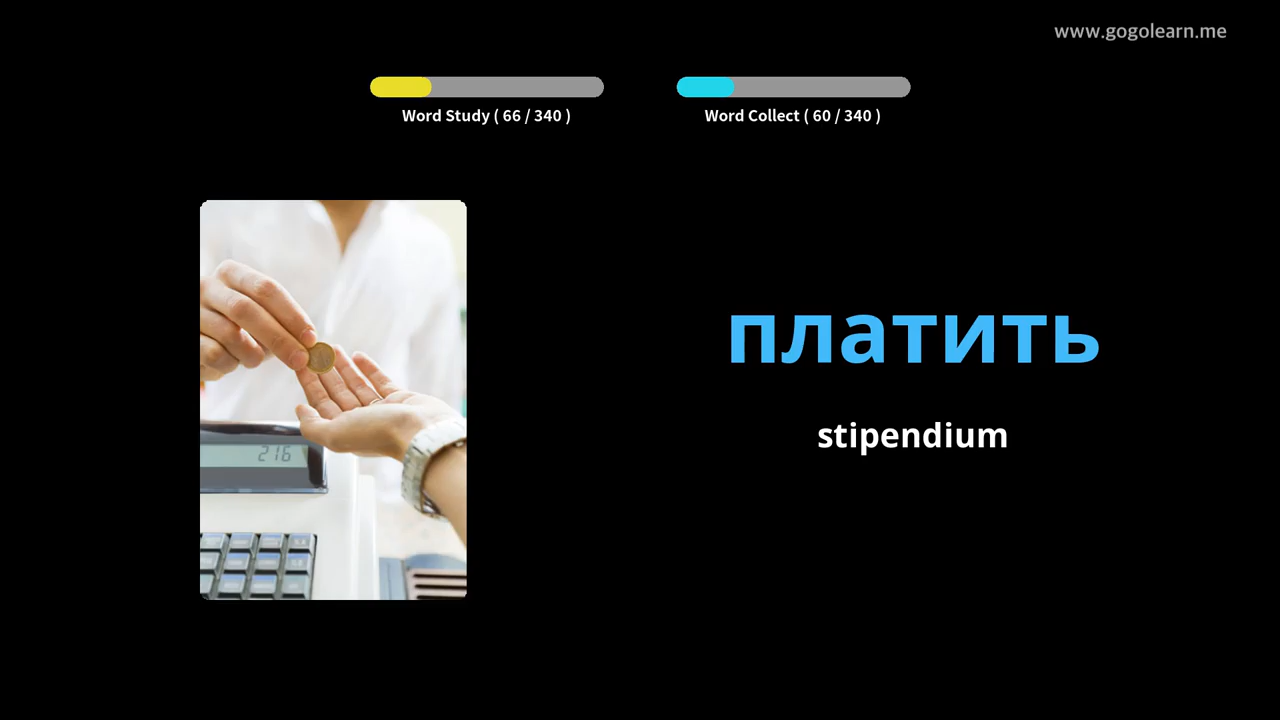 www.gogolearn.me
Word Study ( 66 / 340 )
Word Collect ( 60 / 340 )
платить
stipendium
216